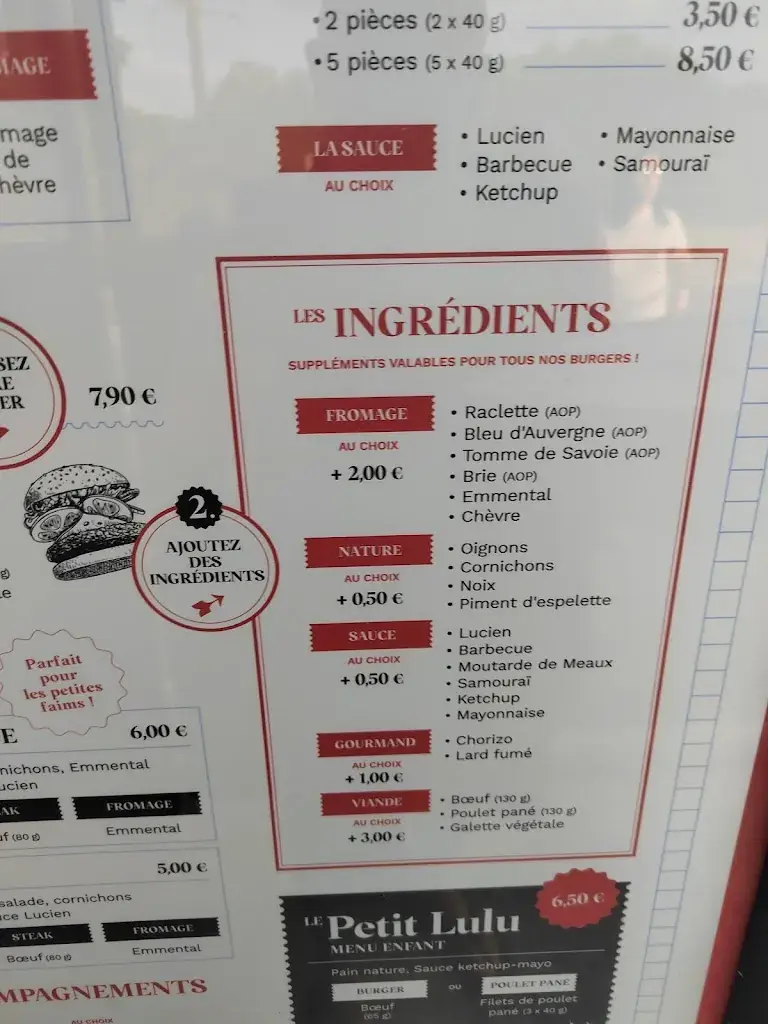 • 2 pièces (2 x 40 g) 3,50 €
• 5 pièces (5 x 40 g) 8,50 €
de
hèvre
LA SAUCE
AU CHOIX
• Lucien
• Barbecue
• Ketchup
• Mayonnaise
• Samouraï
7,90 €
2.
AJOUTEZ
DES
INGRÉDIENTS
LES INGRÉDIENTS
SUPPLÉMENTS VALABLES POUR TOUS NOS BURGERS !
FROMAGE
AU CHOIX
+ 2,00 €
• Raclette (AOP)
• Bleu d'Auvergne (AOP)
• Tomme de Savoie (AOP)
• Brie (AOP)
• Emmental
• Chèvre
NATURE
AU CHOIX
+ 0,50 €
• Oignons
• Cornichons
• Noix
• Piment d'espelette
SAUCE
AU CHOIX
+ 0,50 €
• Lucien
• Barbecue
• Moutarde de Meaux
• Samouraï
• Ketchup
• Mayonnaise
GOURMAND
AU CHOIX
+ 1,00 €
• Chorizo
• Lard fumé
VIANDE
AU CHOIX
+ 3,00 €
• Bœuf (130 g)
• Poulet pané (130 g)
• Galette végétale
Parfait
pour
les petites
faims !
6,00 €
nichons, Emmental
ucien
AK
FROMAGE
uf (80 g)
Emmental
5,00 €
salade, cornichons
uce Lucien
STEAK
FROMAGE
Bœuf (80 g)
Emmental
MPAGNEMENTS
AU CHOIX
6,50 €
LE Petit Lulu
MENU ENFANT
Pain nature, Sauce ketchup-mayo
BURGER
ou
POULET PANÉ
Bœuf
(65 g)
Filets de poulet
pané (3 x 40 g)